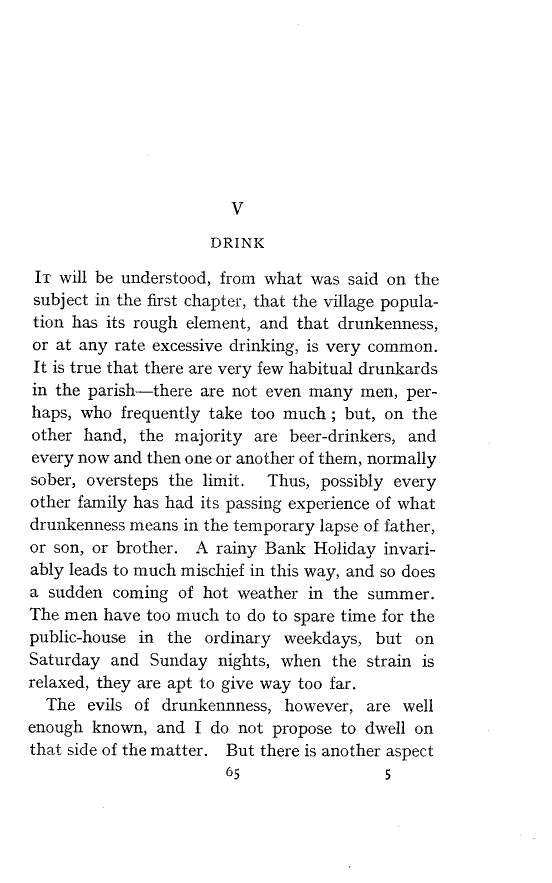 V
DRINK
IT will be understood, from what was said on the
subject in the first chapter, that the village popula-
tion has its rough element, and that drunkenness,
or at any rate excessive drinking, is very common.
It is true that there are very few habitual drunkards
in the parish—there are not even many men, per-
haps, who frequently take too much ; but, on the
other hand, the majority are beer-drinkers, and
every now and then one or another of them, normally
sober, oversteps the limit. Thus, possibly every
other family has had its passing experience of what
drunkenness means in the temporary lapse of father,
or son, or brother. A rainy Bank Holiday invari-
ably leads to much mischief in this way, and so does
a sudden coming of hot weather in the summer.
The men have too much to do to spare time for the
public-house in the ordinary weekdays, but on
Saturday and Sunday nights, when the strain is
relaxed, they are apt to give way too far.
The evils of drunkennness, however, are well
enough known, and I do not propose to dwell on
that side of the matter. But there is another aspect
65 5